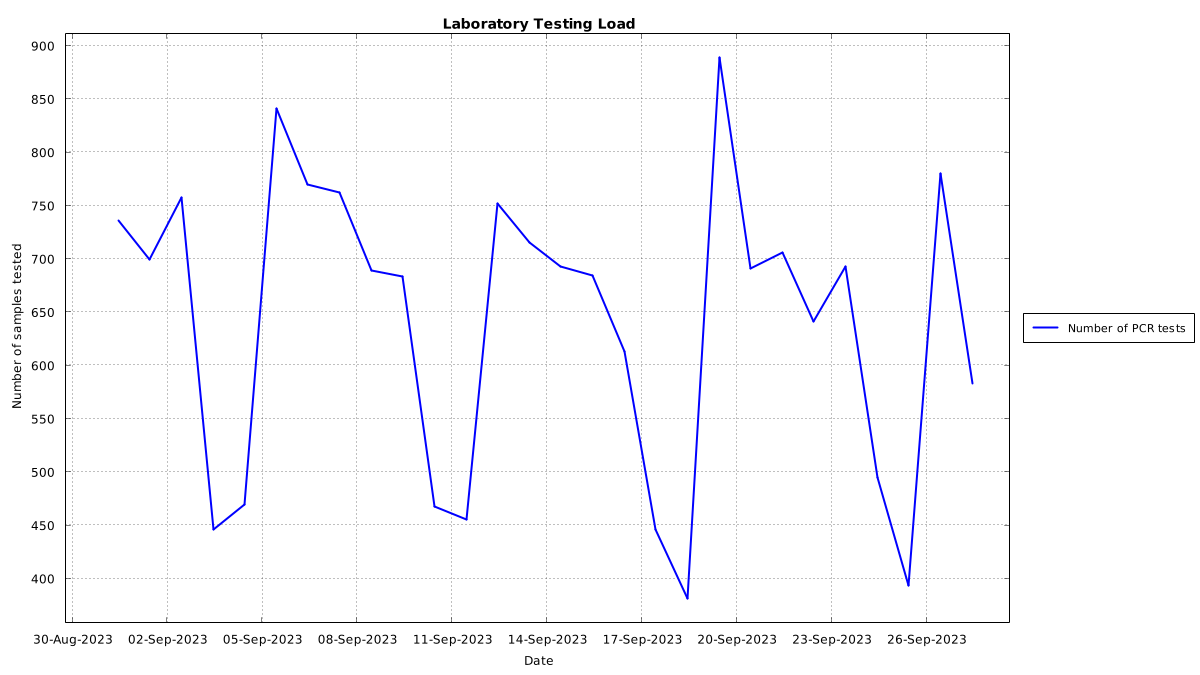 Laboratory Testing Load
900
850
800
750
700
650
600
550
500
450
400
Number of samples tested
30-Aug-2023 02-Sep-2023 05-Sep-2023 08-Sep-2023 11-Sep-2023 14-Sep-2023 17-Sep-2023 20-Sep-2023 23-Sep-2023 26-Sep-2023
Date
Number of PCR tests